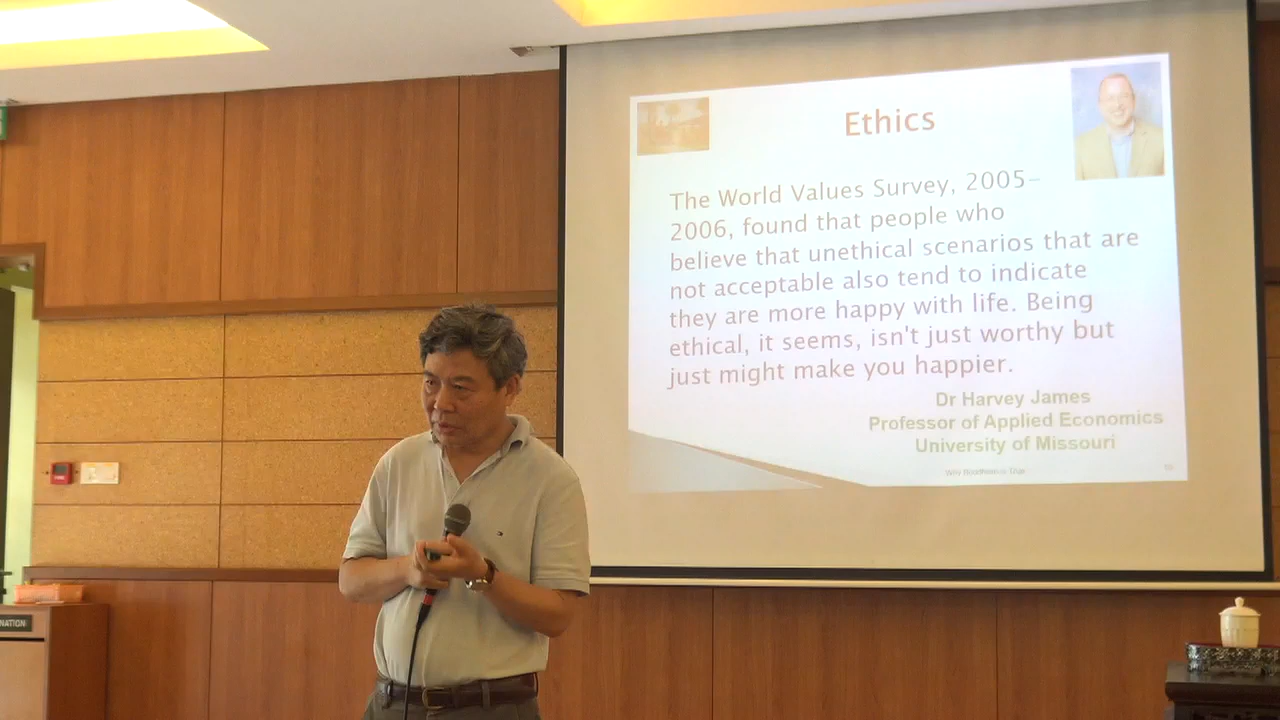 Ethics
The World Values Survey, 2005-
2006, found that people who
believe that unethical scenarios that are
not acceptable also tend to indicate
they are more happy with life. Being
ethical, it seems, isn't just worthy but
just might make you happier.
Dr Harvey James
Professor of Applied Economics
University of Missouri
NATION